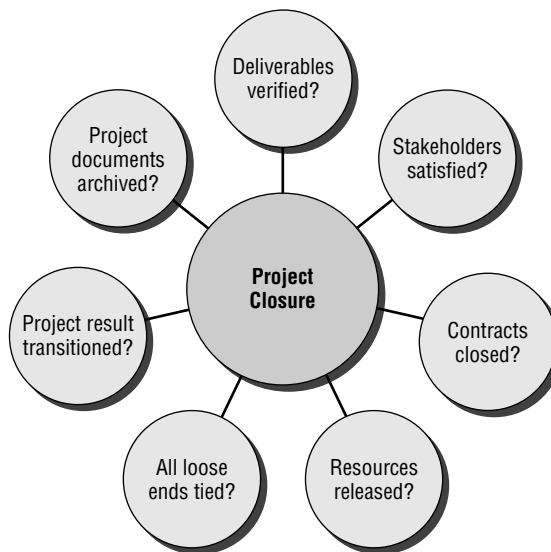 Deliverables
verified?
Stakeholders
satisfied?
Contracts
closed?
Resources
released?
All loose
ends tied?
Project result
transitioned?
Project
documents
archived?
Project
Closure